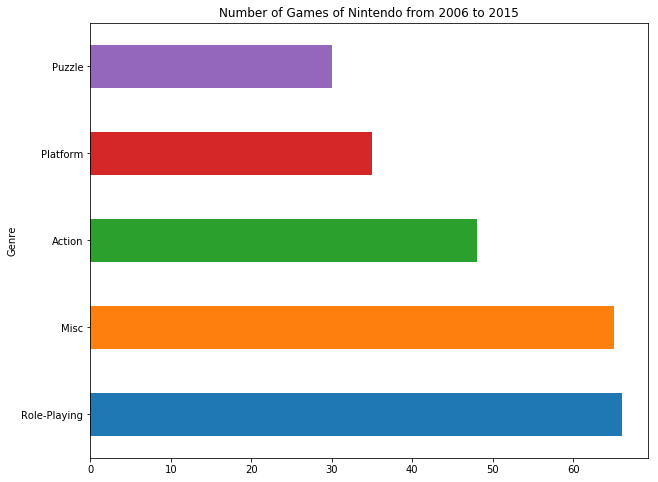 Number of Games of Nintendo from 2006 to 2015
Genre
Puzzle
Platform
Action
Misc
Role-Playing
0 10 20 30 40 50 60